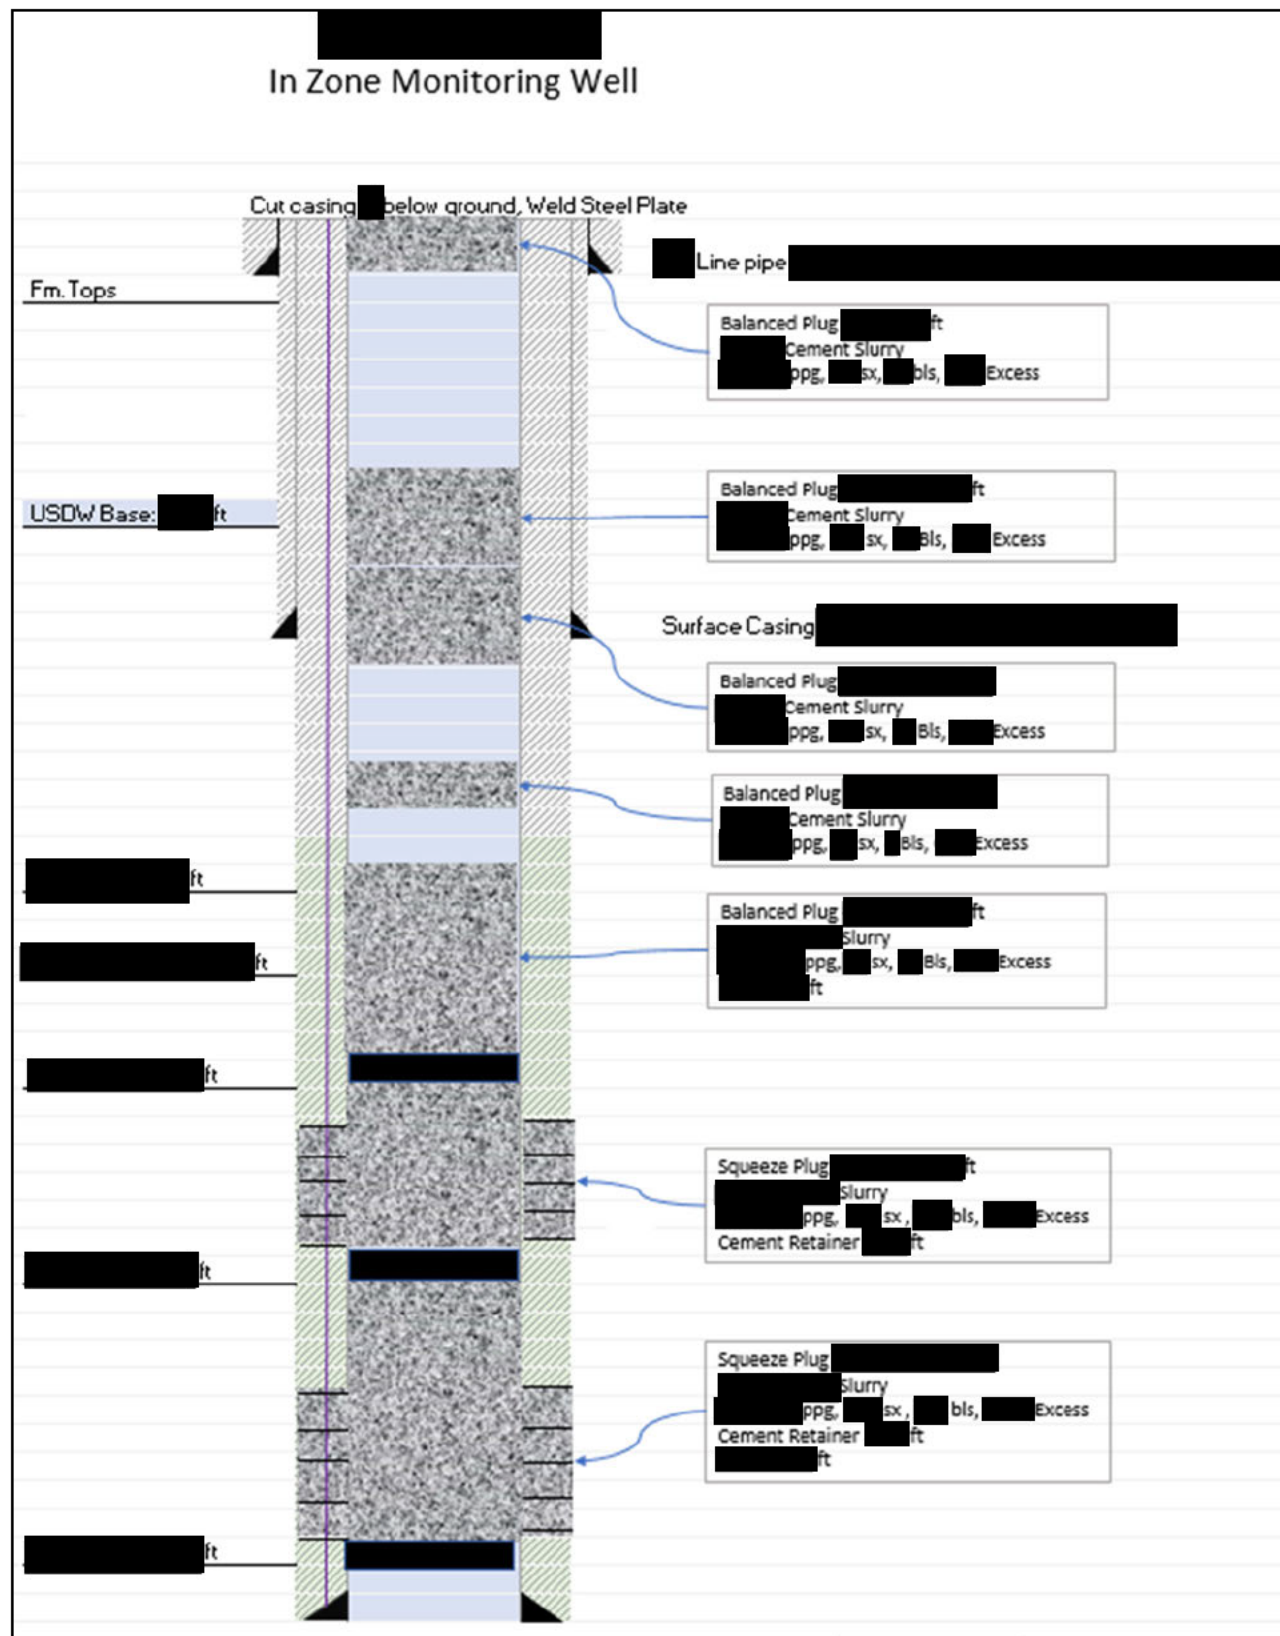 In Zone Monitoring Well
Cut casing below ground, Weld Steel Plate
Line pipe
Fm. Tops
Balanced Plug ft
Cement Slurry
ppg, sx, bls, Excess
Balanced Plug ft
Cement Slurry
ppg, sx, Bls, Excess
USDW Base: ft
Surface Casing
Balanced Plug
Cement Slurry
ppg, sx, Bls, Excess
Balanced Plug
Cement Slurry
ppg, sx, Bls, Excess
ft
Balanced Plug ft
Slurry
ppg, sx, Bls, Excess
ft
ft
ft
Squeeze Plug ft
Slurry
ppg, sx, bls, Excess
Cement Retainer ft
ft
Squeeze Plug
Slurry
ppg, sx, bls, Excess
Cement Retainer ft
ft
ft